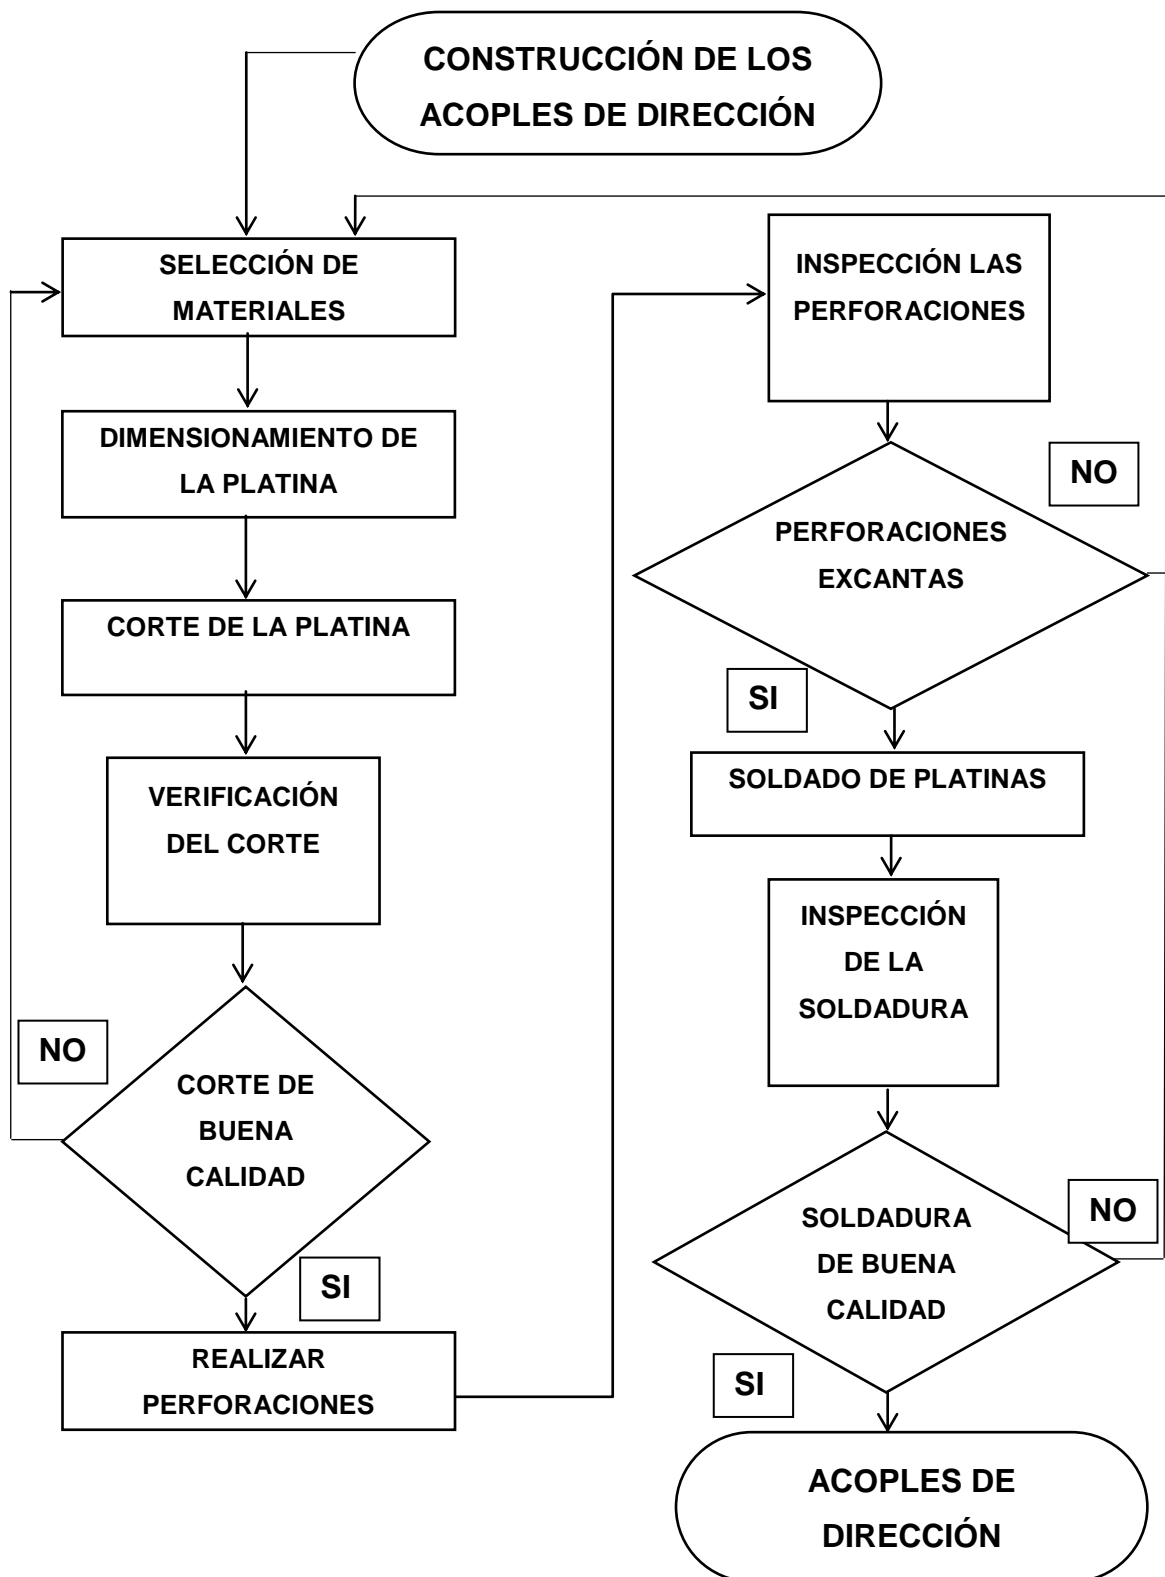 CONSTRUCCIÓN DE LOS
ACOPLES DE DIRECCIÓN
SELECCIÓN DE
MATERIALES
DIMENSIONAMIENTO DE
LA PLATINA
CORTE DE LA PLATINA
VERIFICACIÓN
DEL CORTE
NO
CORTE DE
BUENA
CALIDAD
SI
REALIZAR
PERFORACIONES
INSPECCIÓN LAS
PERFORACIONES
NO
PERFORACIONES
EXCANTAS
SI
SOLDADO DE PLATINAS
INSPECCIÓN
DE LA
SOLDADURA
NO
SOLDADURA
DE BUENA
CALIDAD
SI
ACOPLES DE
DIRECCIÓN